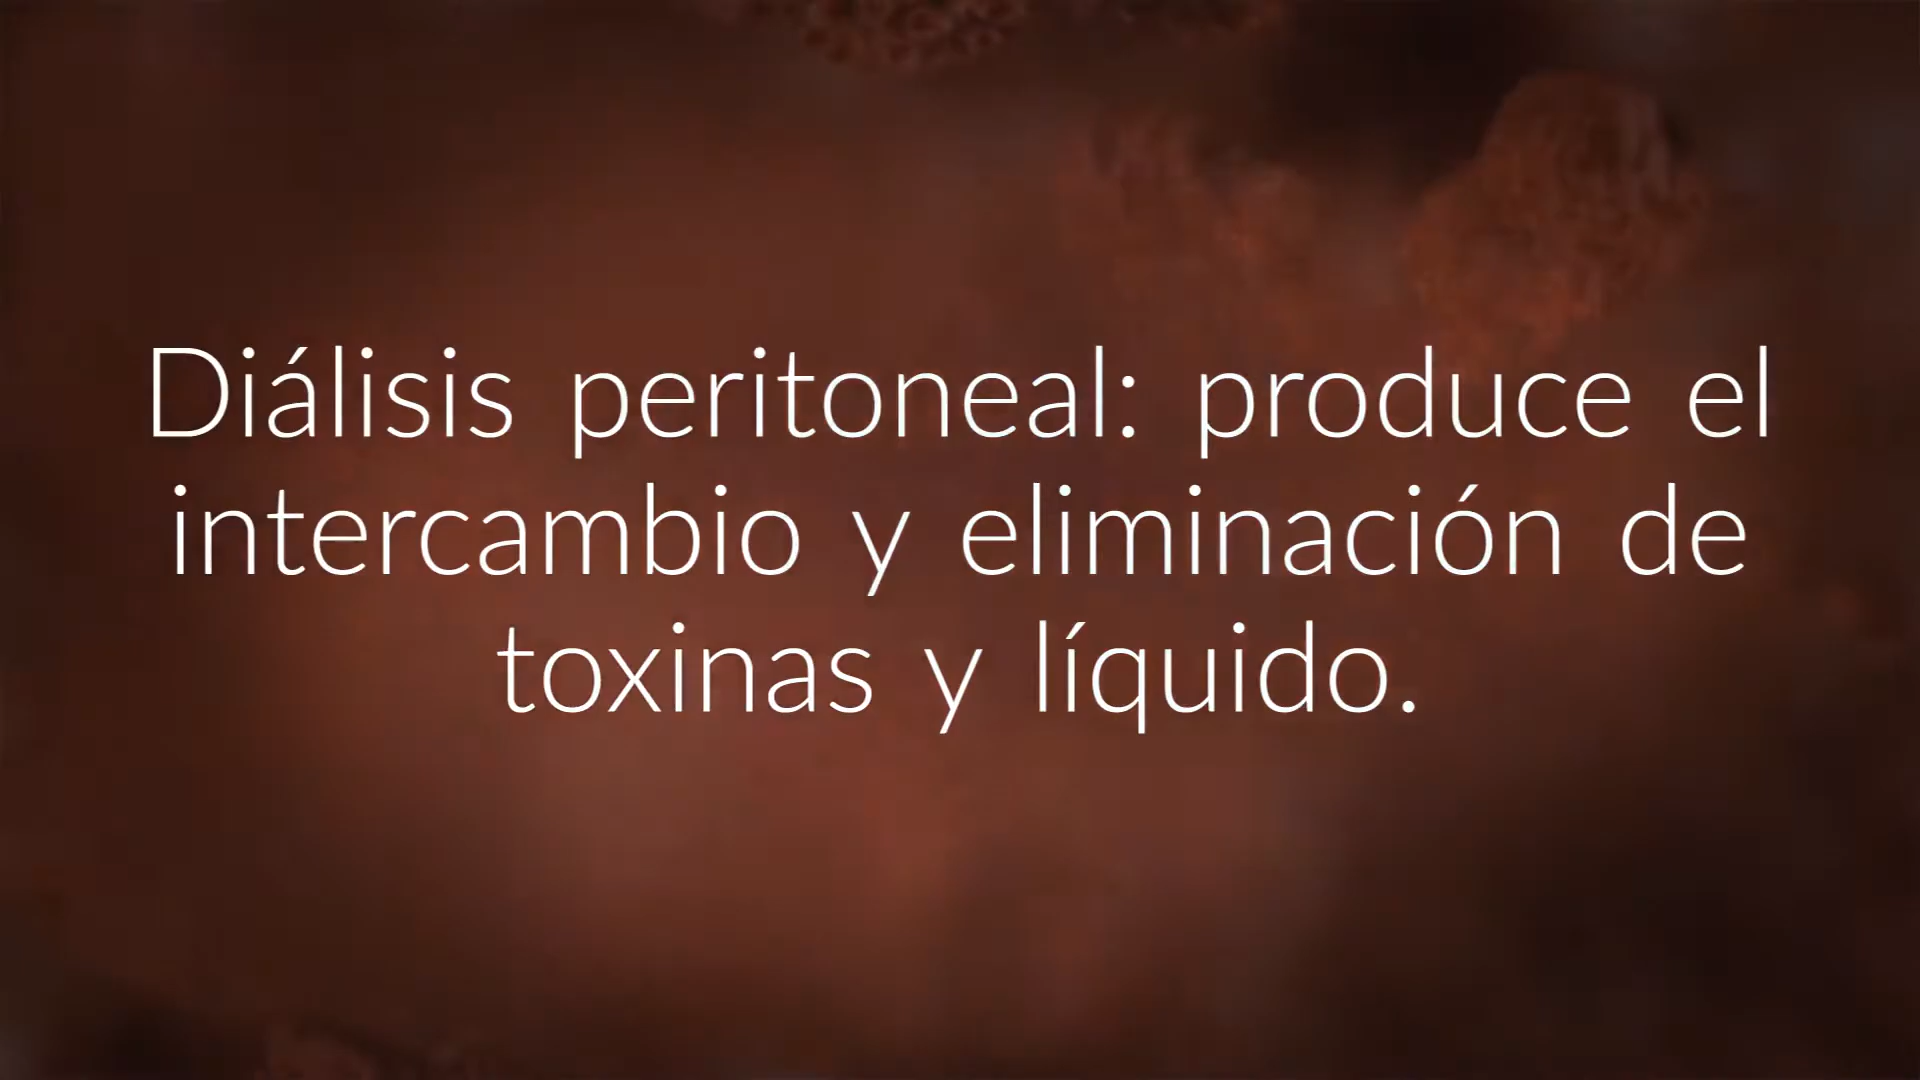 Diálisis peritoneal: produce el
intercambio y eliminación de
toxinas y líquido.